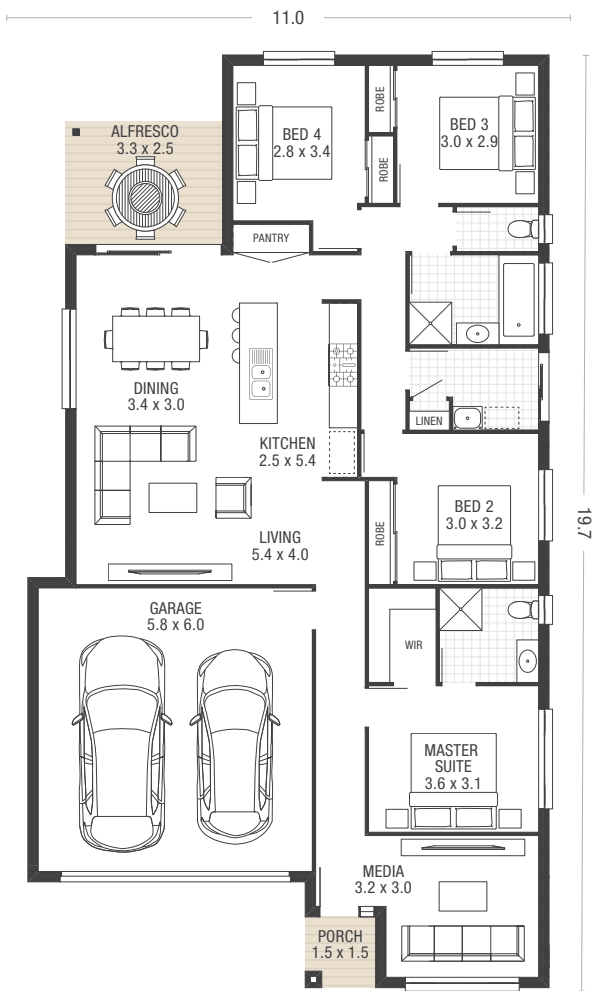 11.0
ALFRESCO
3.3 x 2.5
BED 4
2.8 x 3.4
ROBE
ROBE
BED 3
3.0 x 2.9
PANTRY
DINING
3.4 x 3.0
KITCHEN
2.5 x 5.4
LINEN
LIVING
5.4 x 4.0
ROBE
BED 2
3.0 x 3.2
19.7
GARAGE
5.8 x 6.0
WIR
MASTER
SUITE
3.6 x 3.1
MEDIA
3.2 x 3.0
PORCH
1.5 x 1.5